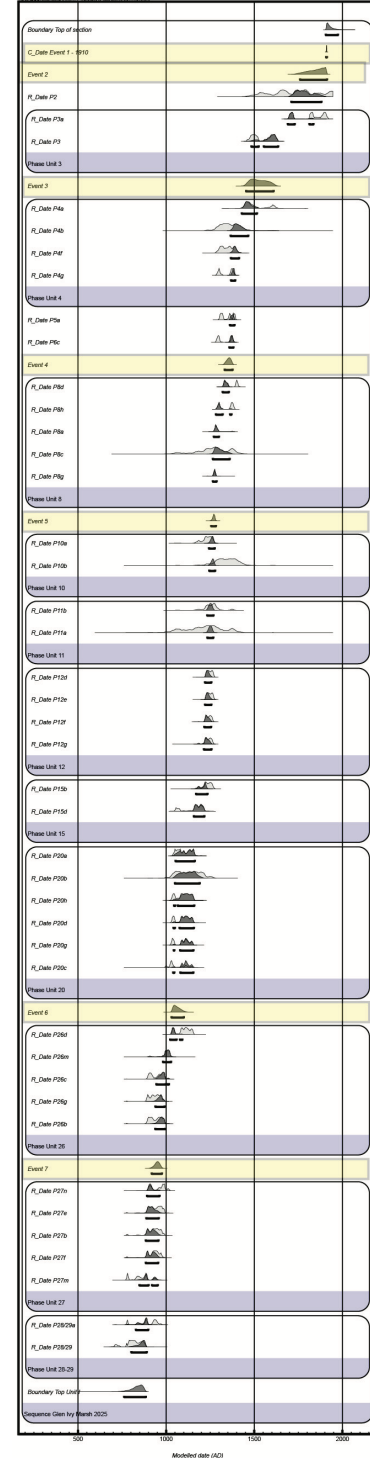 Boundary Top of section
C_Date Event 1 - 1910
Event 2
R_Date P2
R_Date P3a
R_Date P3
Phase Unit 3
Event 3
R_Date P4a
R_Date P4b
R_Date P4f
R_Date P4g
Phase Unit 4
R_Date P5a
R_Date P6c
Event 4
R_Date P8d
R_Date P8h
R_Date P8a
R_Date P8c
R_Date P8g
Phase Unit 8
Event 5
R_Date P10a
R_Date P10b
Phase Unit 10
R_Date P11b
R_Date P11a
Phase Unit 11
R_Date P12d
R_Date P12e
R_Date P12f
R_Date P12g
Phase Unit 12
R_Date P15b
R_Date P15d
Phase Unit 15
R_Date P20a
R_Date P20b
R_Date P20h
R_Date P20d
R_Date P20g
R_Date P20c
Phase Unit 20
Event 6
R_Date P26d
R_Date P26m
R_Date P26c
R_Date P26g
R_Date P26b
Phase Unit 26
Event 7
R_Date P27n
R_Date P27e
R_Date P27b
R_Date P27f
R_Date P27m
Phase Unit 27
R_Date P28/29a
R_Date P28/29
Phase Unit 28-29
Boundary Top Unit
Sequence Glen Ivy Marsh 2025
500 1000 1500 2000
Modelled date (AD)